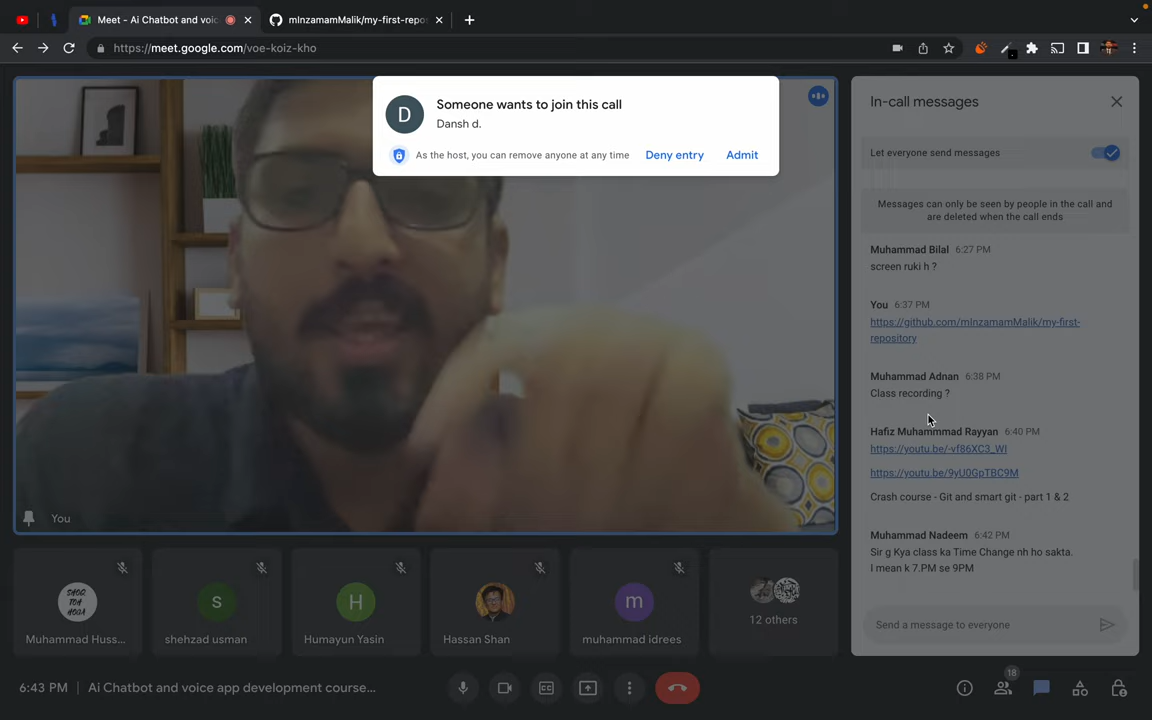 Meet - Ai Chatbot and voic
mInzamamMalik/my-first-repos
https://meet.google.com/voe-koiz-kho
D
Someone wants to join this call
Dansh d.
As the host, you can remove anyone at any time
Deny entry
Admit
You
SABR
TOH
HOGA
Muhammad Huss...
s
shehzad usman
H
Humayun Yasin
Hassan Shan
m
muhammad idrees
12 others
In-call messages
Let everyone send messages
Messages can only be seen by people in the call and
are deleted when the call ends
Muhammad Bilal 6:27 PM
screen ruki h ?
You 6:37 PM
https://github.com/mInzamamMalik/my-first-
repository
Muhammad Adnan 6:38 PM
Class recording ?
Hafiz Muhammmad Rayyan 6:40 PM
https://youtu.be/-vf86XC3_WI
https://youtu.be/9yU0GpTBC9M
Crash course - Git and smart git - part 1 & 2
Muhammad Nadeem 6:42 PM
Sir g Kya class ka Time Change nh ho sakta.
I mean k 7.PM se 9PM
Send a message to everyone
6:43 PM
Ai Chatbot and voice app development course...
18